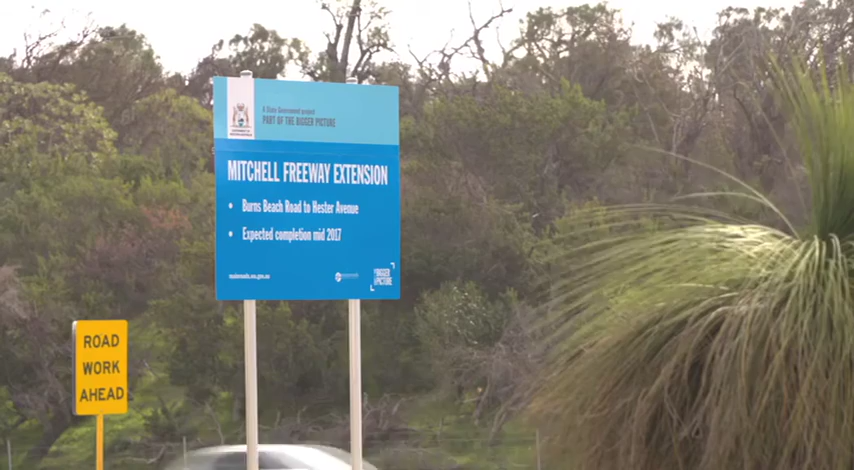 A State Government project
PART OF THE BIGGER PICTURE
MITCHELL FREEWAY EXTENSION
• Burns Beach Road to Hester Avenue
• Expected completion mid 2017
mainroads.wa.gov.au
BIGGER
PICTURE
ROAD
WORK
AHEAD